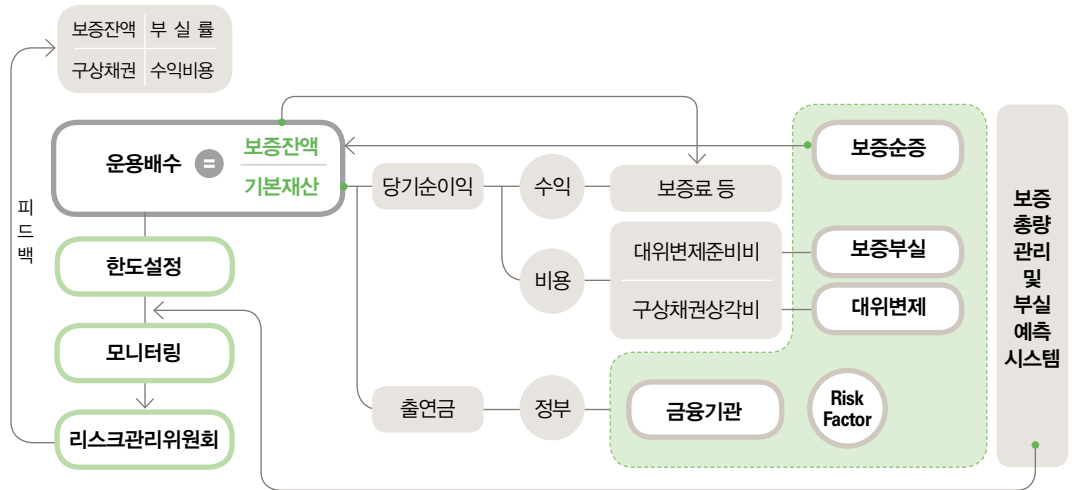 보증잔액 부 실 률
구상채권 수익비용
운용배수 = 보증잔액
기본재산
피
드
백
한도설정
모니터링
리스크관리위원회
당기순이익
수익
보증료 등
비용
대위변제준비비
구상채권상각비
출연금
정부
금융기관
보증순증
보증부실
대위변제
Risk
Factor
보증
총량
관리
및
부실
예측
시스템